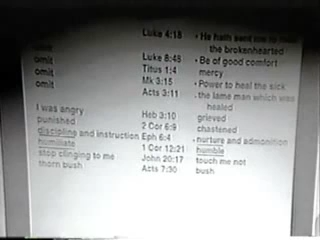 Luke 4:18 • He hath sent me to
the brokenhearted
omit Luke 8:48 • Be of good comfort
omit Titus 1:4 mercy
omit Mk 3:15 • Power to heal the sick
omit Acts 3:11 • the lame man which was
healed
I was angry Heb 3:10 grieved
punished 2 Cor 6:9 chastened
discipline and instruction Eph 6:4 • nurture and admonition
humiliate 1 Cor 12:21 humble
stop clinging to me John 20:17 touch me not
thorn bush Acts 7:30 bush